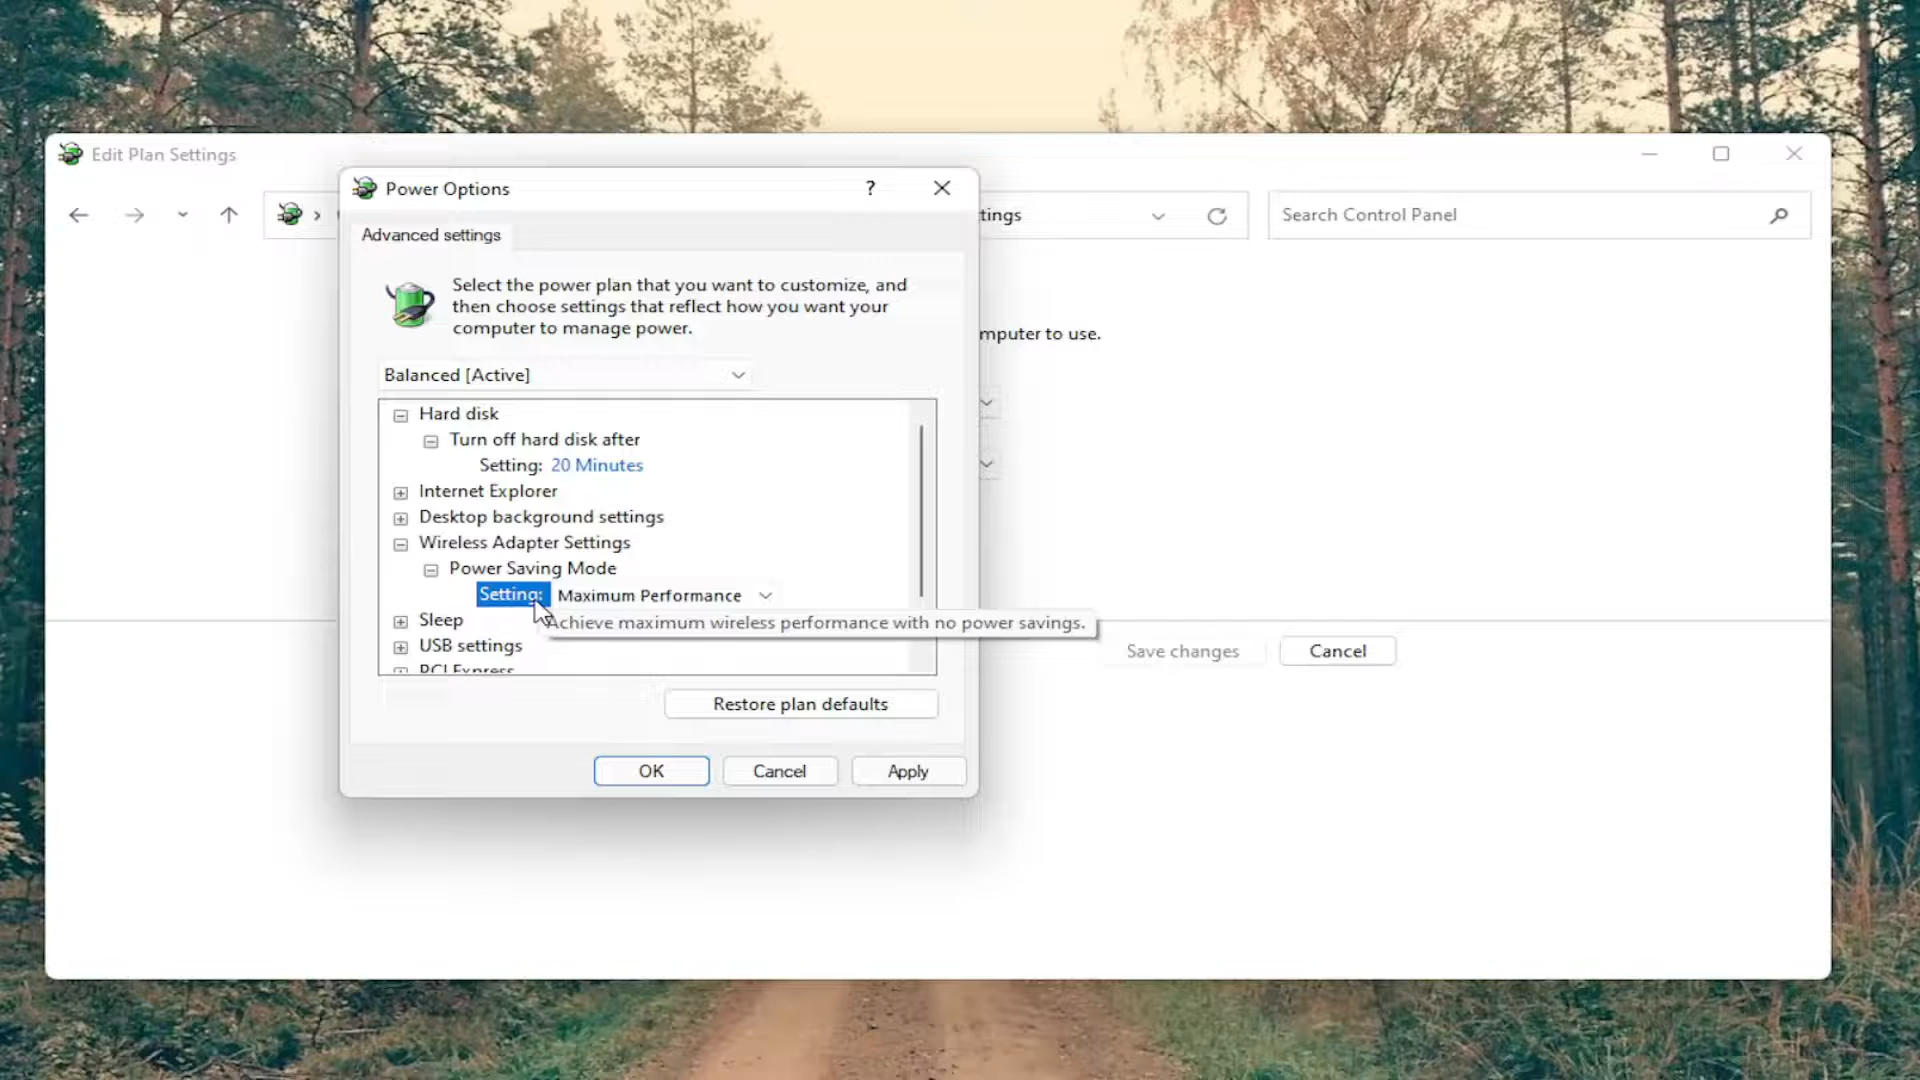 Edit Plan Settings
Power Options
?
tings
Search Control Panel
Advanced settings
Select the power plan that you want to customize, and
then choose settings that reflect how you want your
computer to manage power.
mputer to use.
Balanced [Active]
Hard disk
Turn off hard disk after
Setting: 20 Minutes
Internet Explorer
Desktop background settings
Wireless Adapter Settings
Power Saving Mode
Setting: Maximum Performance
Sleep
Achieve maximum wireless performance with no power savings.
USB settings
PCI Express
Save changes
Cancel
Restore plan defaults
OK
Cancel
Apply